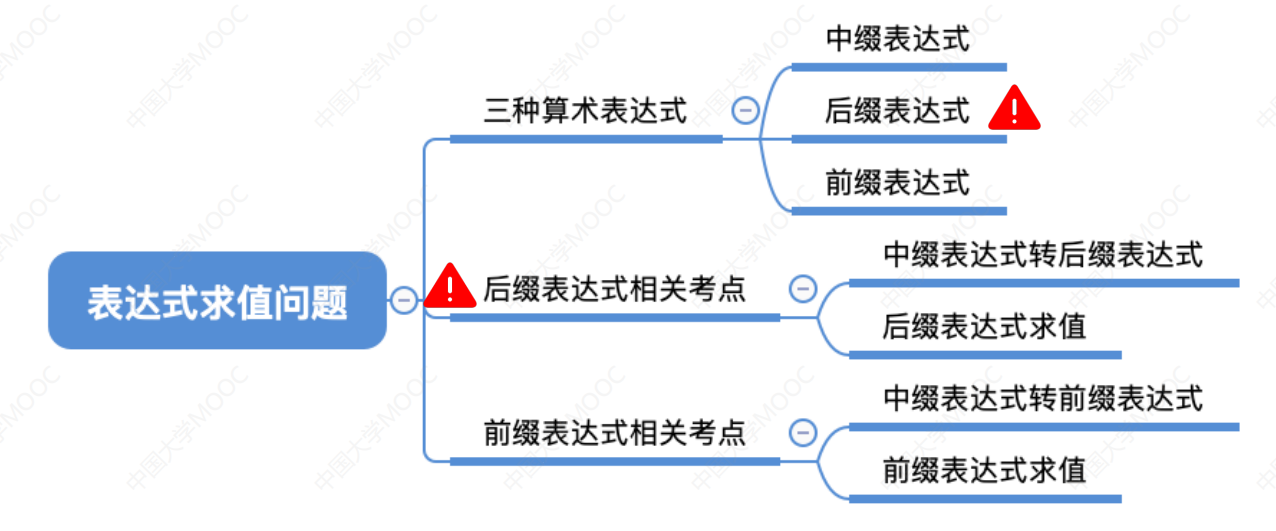 中缀表达式
三种算术表达式
后缀表达式
前缀表达式
中缀表达式转后缀表达式
后缀表达式相关考点
表达式求值问题
后缀表达式求值
中缀表达式转前缀表达式
前缀表达式相关考点
前缀表达式求值
中国大学MOOC